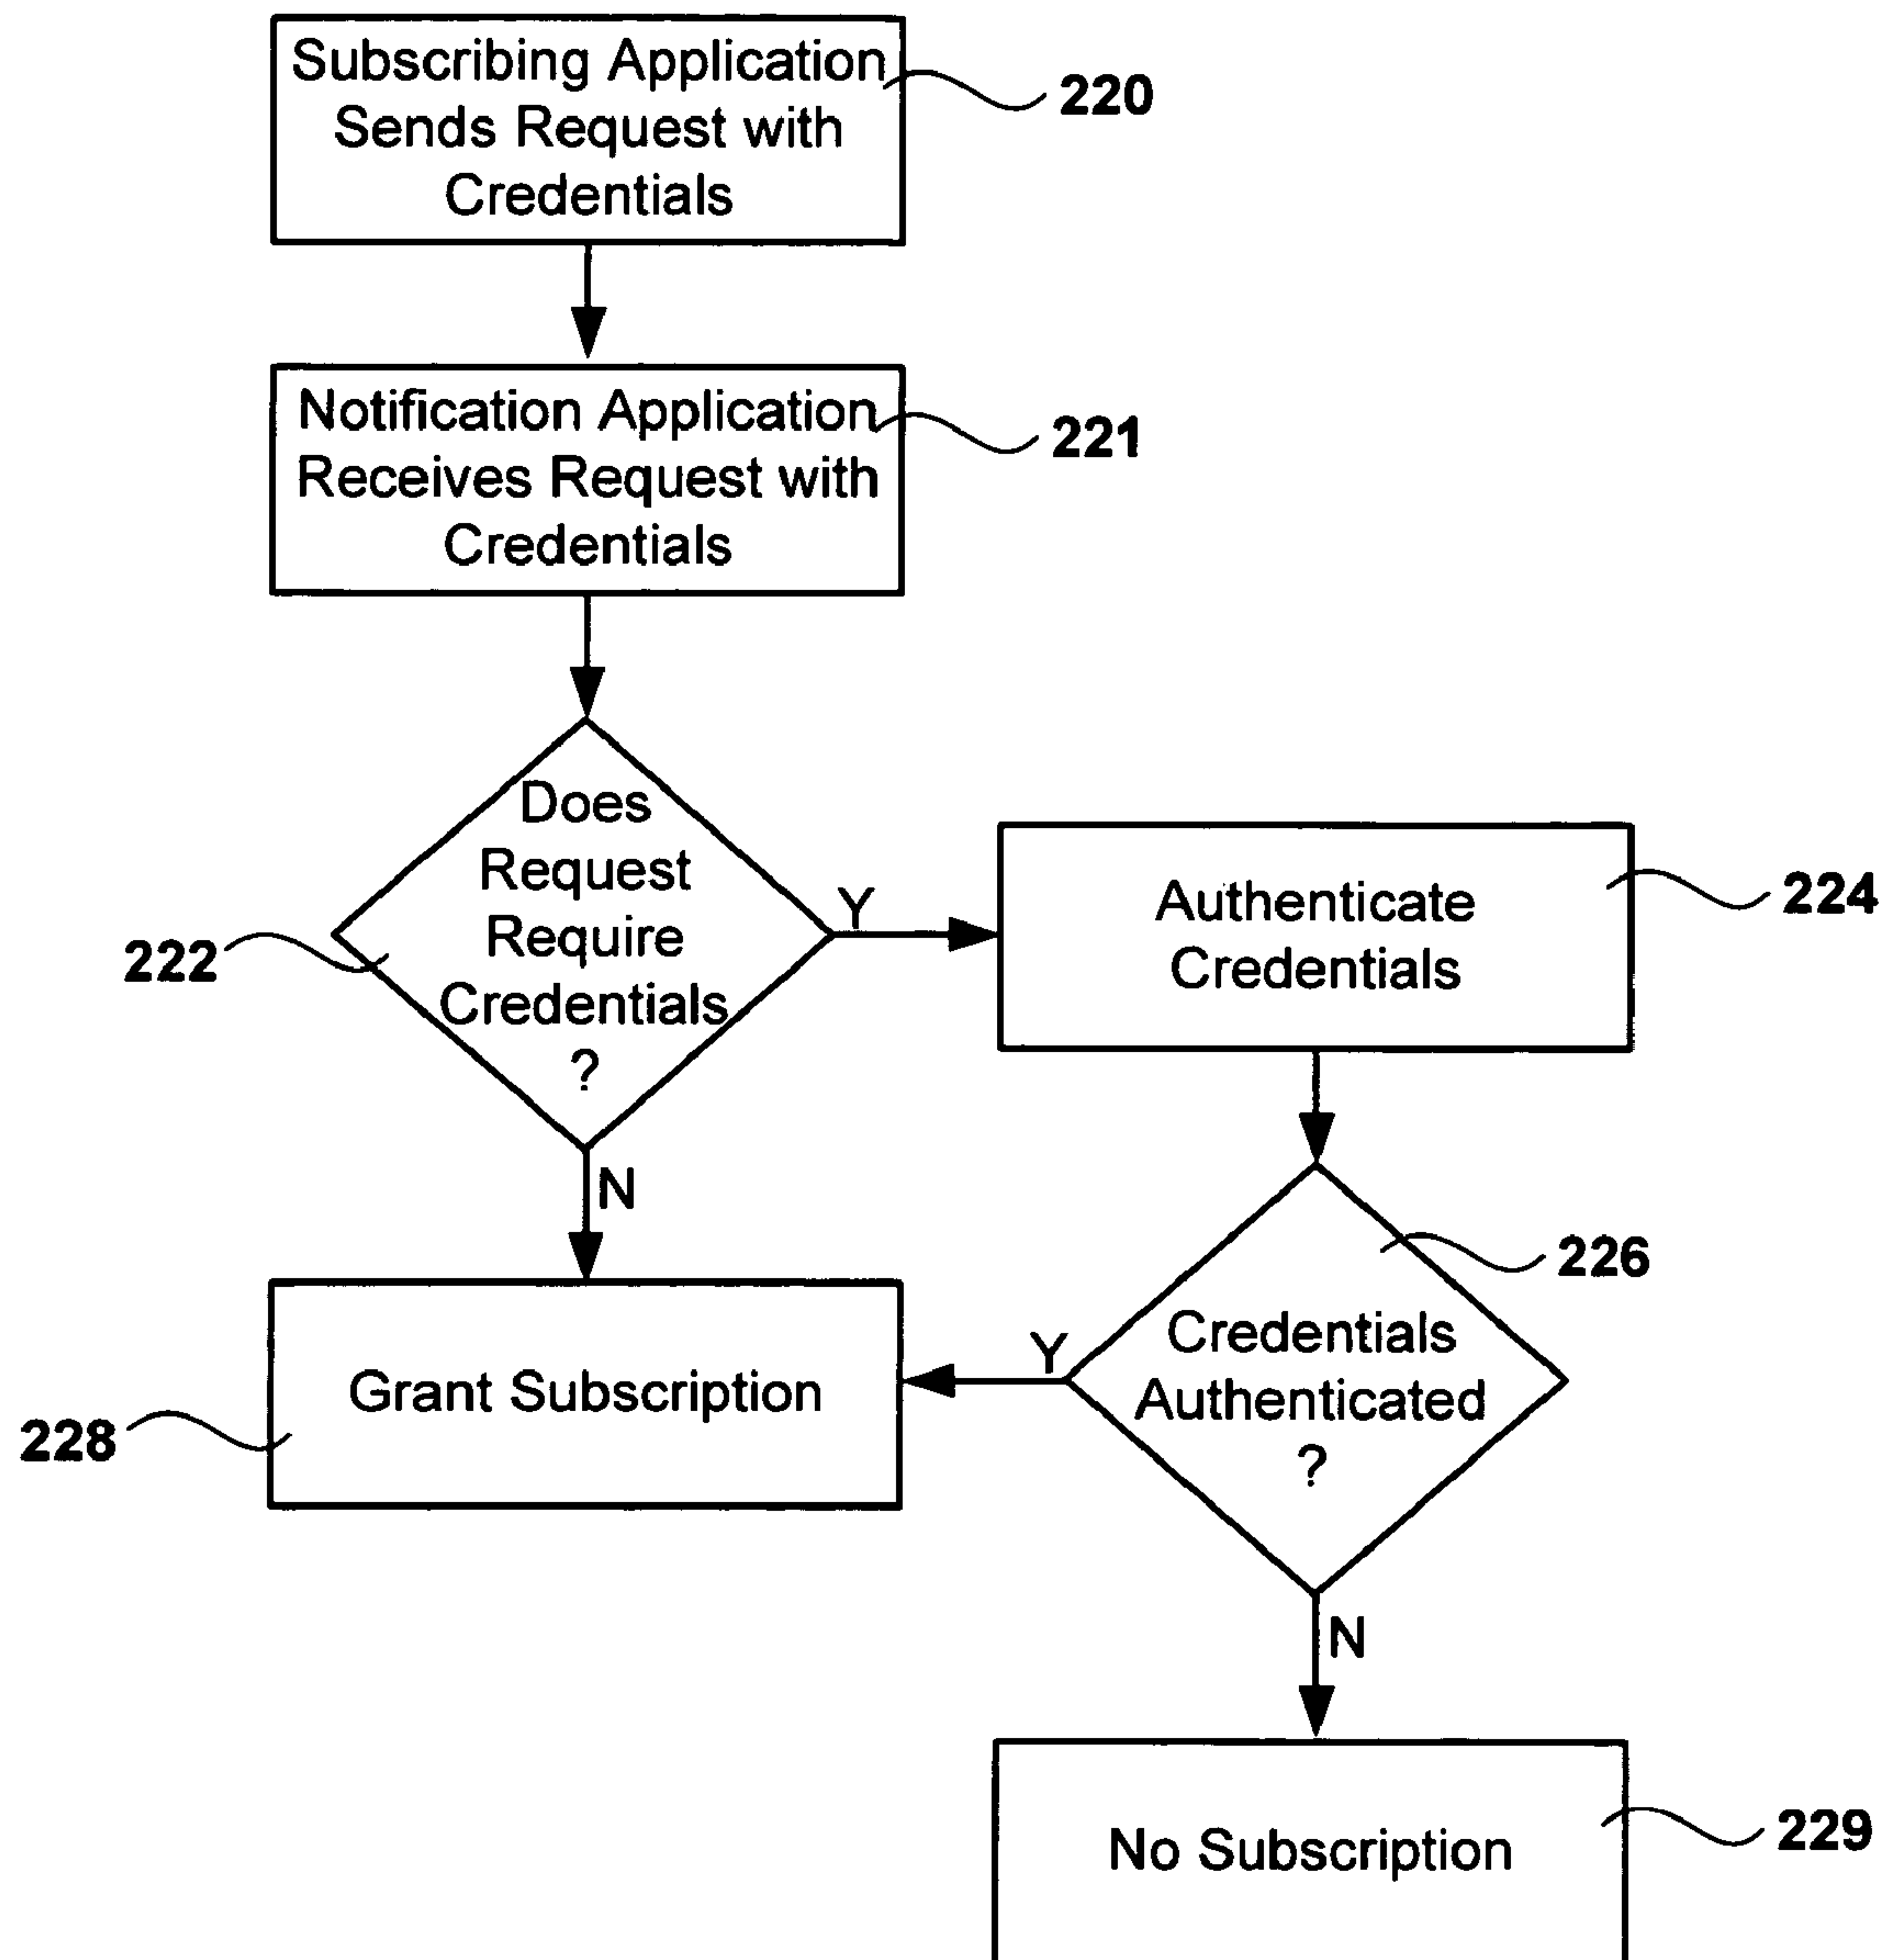 Subscribing Application
Sends Request with
Credentials
220
Notification Application
Receives Request with
Credentials
221
Does
Request
Require
Credentials
?
222
Y
N
Authenticate
Credentials
224
Credentials
Authenticated
?
226
Y
N
Grant Subscription
228
No Subscription
229